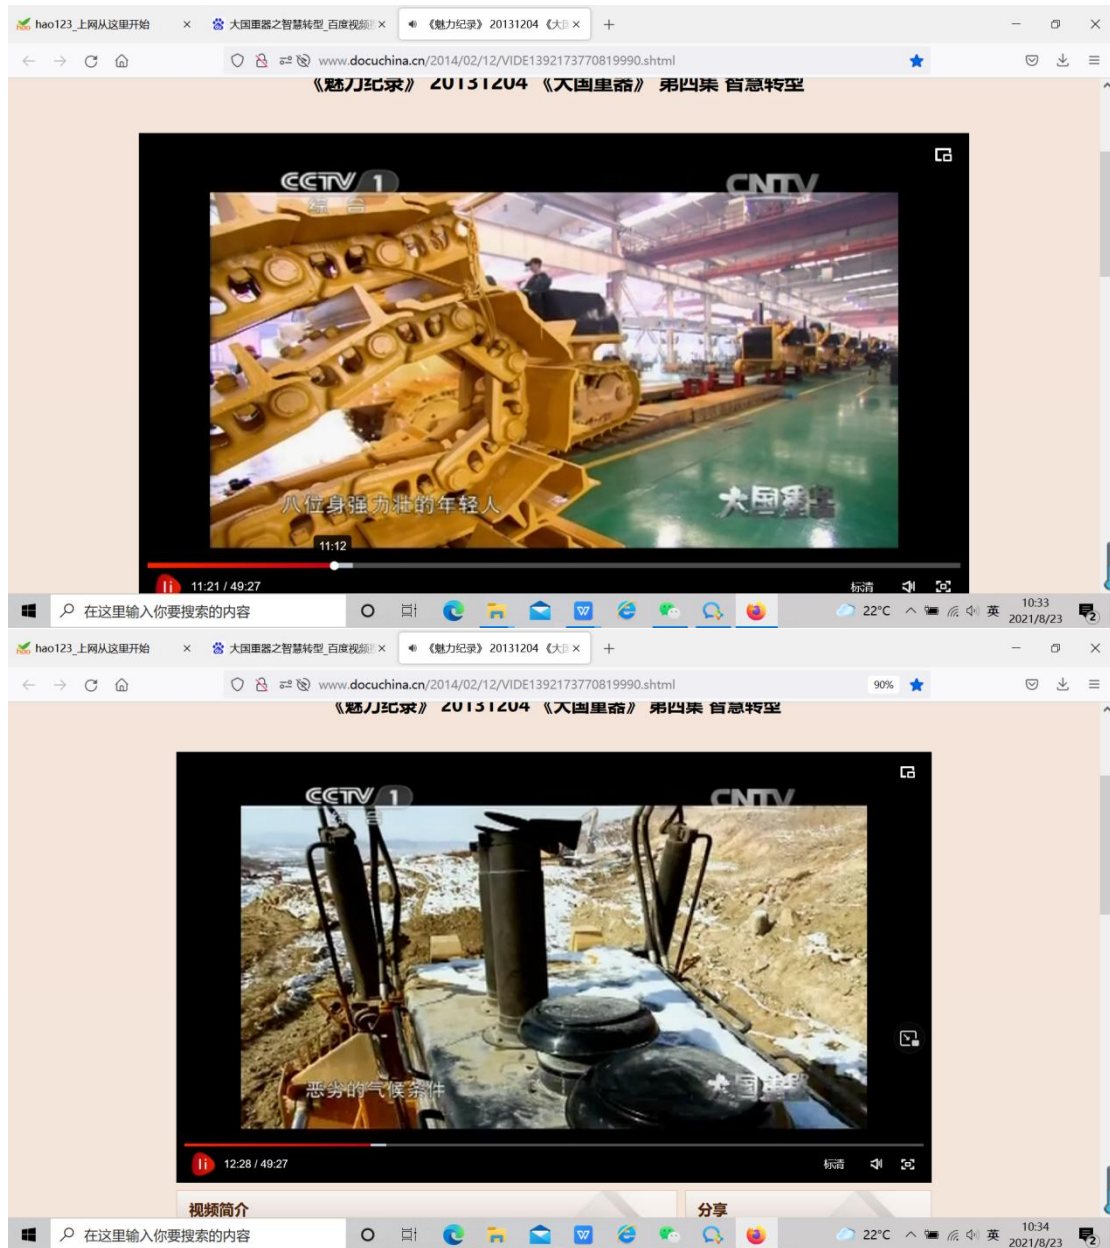 hao123_上网从这里开始
大国重器之智慧转型_百度视频搜
《魅力纪录》 20131204 《大国
www.docuchina.cn/2014/02/12/VIDE1392173770819990.shtml
《魅力纪录》 20131204 《大国重器》 第四集 智慧转型
CCTV 1
综合
CNTV
八位身强力壮的年轻人
大国重器
11:12
11:21 / 49:27
标清
在这里输入你要搜索的内容
22°C
英
10:33
2021/8/23
2
hao123_上网从这里开始
大国重器之智慧转型_百度视频搜
《魅力纪录》 20131204 《大国
www.docuchina.cn/2014/02/12/VIDE1392173770819990.shtml
90%
《魅力纪录》 20131204 《大国重器》 第四集 智慧转型
CCTV 1
综合
CNTV
恶劣的气候条件
大国重器
12:28 / 49:27
标清
视频简介
分享
在这里输入你要搜索的内容
22°C
英
10:34
2021/8/23
2